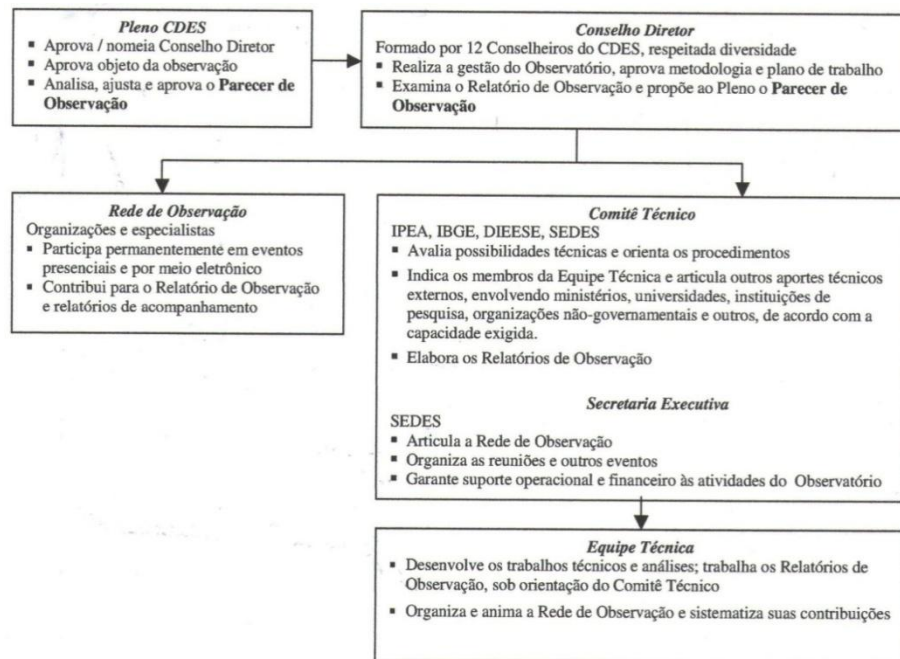 Pleno CDES
▪ Aprova / nomeia Conselho Diretor
▪ Aprova objeto da observação
▪ Analisa, ajusta e aprova o Parecer de
Observação
Conselho Diretor
Formado por 12 Conselheiros do CDES, respeitada diversidade
▪ Realiza a gestão do Observatório, aprova metodologia e plano de trabalho
▪ Examina o Relatório de Observação e propõe ao Pleno o Parecer de
Observação
Rede de Observação
Organizações e especialistas
▪ Participa permanentemente em eventos
presenciais e por meio eletrônico
▪ Contribui para o Relatório de Observação
e relatórios de acompanhamento
Comitê Técnico
IPEA, IBGE, DIEESE, SEDES
▪ Avalia possibilidades técnicas e orienta os procedimentos
▪ Indica os membros da Equipe Técnica e articula outros aportes técnicos
externos, envolvendo ministérios, universidades, instituições de
pesquisa, organizações não-governamentais e outros, de acordo com a
capacidade exigida.
▪ Elabora os Relatórios de Observação
Secretaria Executiva
SEDES
▪ Articula a Rede de Observação
▪ Organiza as reuniões e outros eventos
▪ Garante suporte operacional e financeiro às atividades do Observatório
Equipe Técnica
▪ Desenvolve os trabalhos técnicos e análises; trabalha os Relatórios de
Observação, sob orientação do Comitê Técnico
▪ Organiza e anima a Rede de Observação e sistematiza suas contribuições